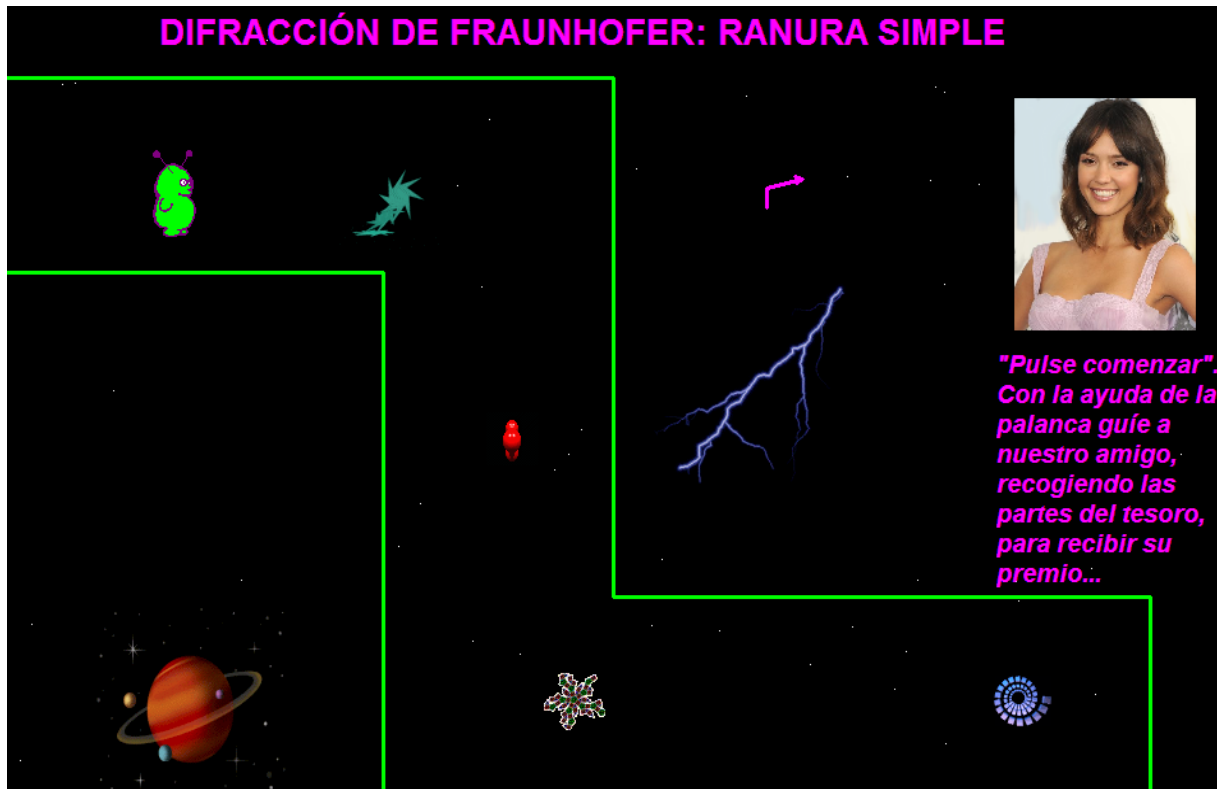 DIFRACCIÓN DE FRAUNHOFER: RANURA SIMPLE
"Pulse comenzar".
Con la ayuda de la
palanca guíe a
nuestro amigo,
recogiendo las
partes del tesoro,
para recibir su
premio...